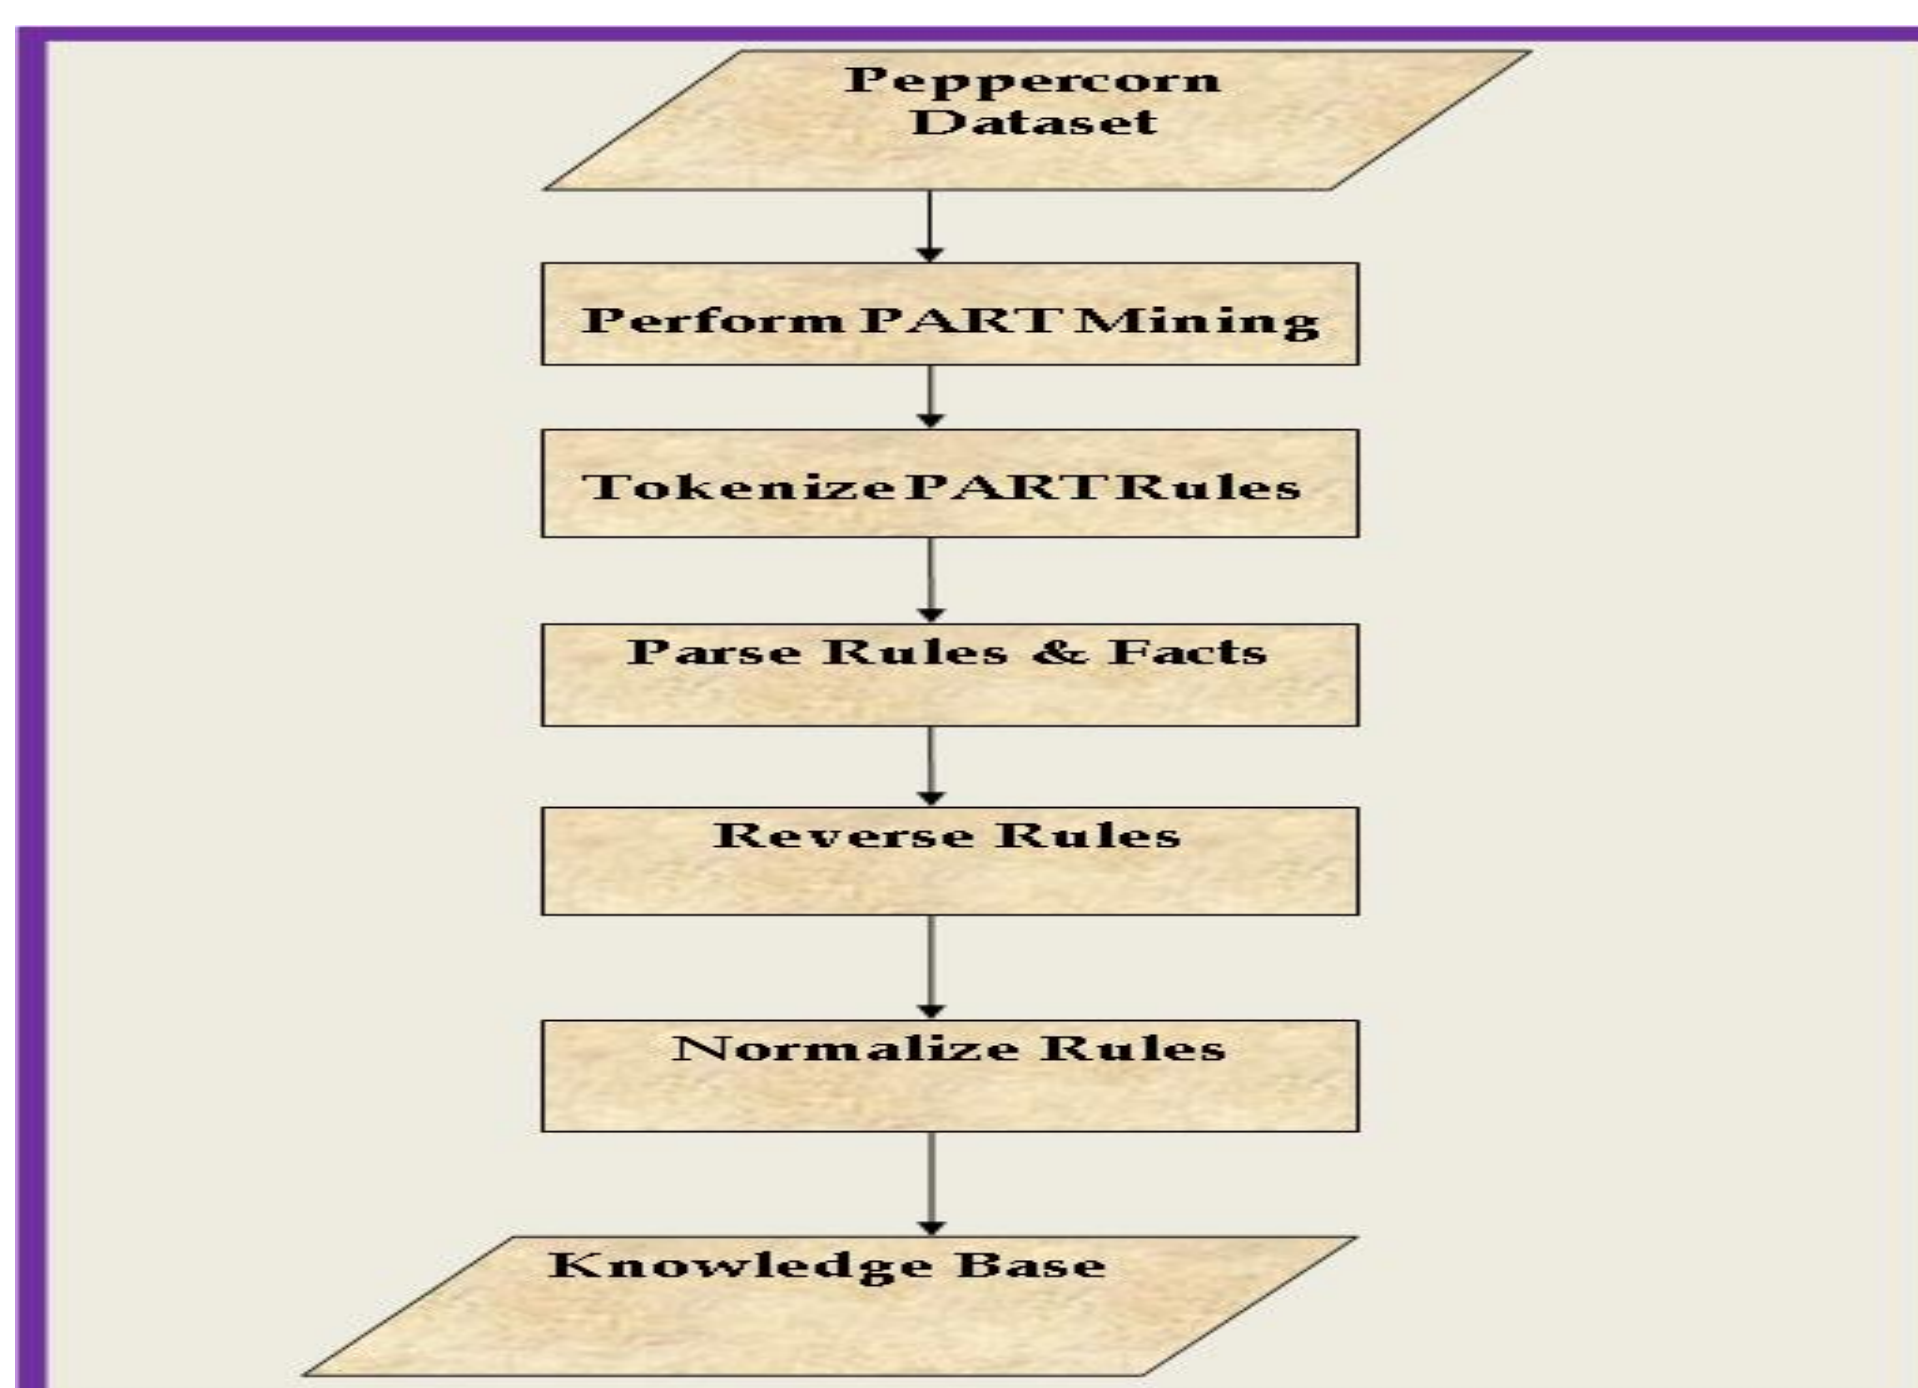 Peppercorn
Dataset
Perform PART Mining
Tokenize PART Rules
Parse Rules & Facts
Reverse Rules
Normalize Rules
Knowledge Base